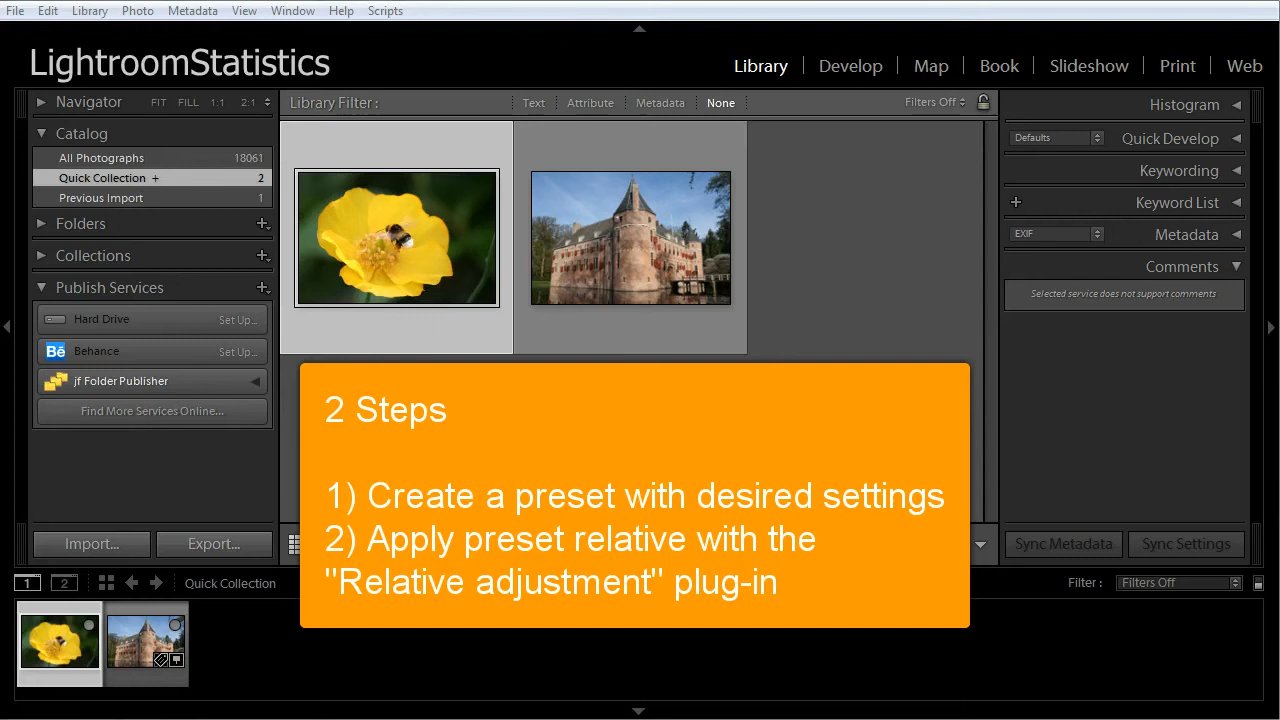 File Edit Library Photo Metadata View Window Help Scripts
LightroomStatistics
Library Develop Map Book Slideshow Print Web
Navigator FIT FILL 1:1 2:1
Library Filter : Text Attribute Metadata None Filters Off
Histogram
Catalog
All Photographs 18061
Quick Collection + 2
Previous Import 1
Folders
Collections
Publish Services
Hard Drive Set Up...
Bē Behance Set Up...
jf Folder Publisher
Find More Services Online...
Defaults Quick Develop
Keywording
Keyword List
EXIF Metadata
Comments
Selected service does not support comments
2 Steps
1) Create a preset with desired settings
2) Apply preset relative with the
"Relative adjustment" plug-in
Import... Export...
Sync Metadata Sync Settings
1 2 Quick Collection Filter : Filters Off